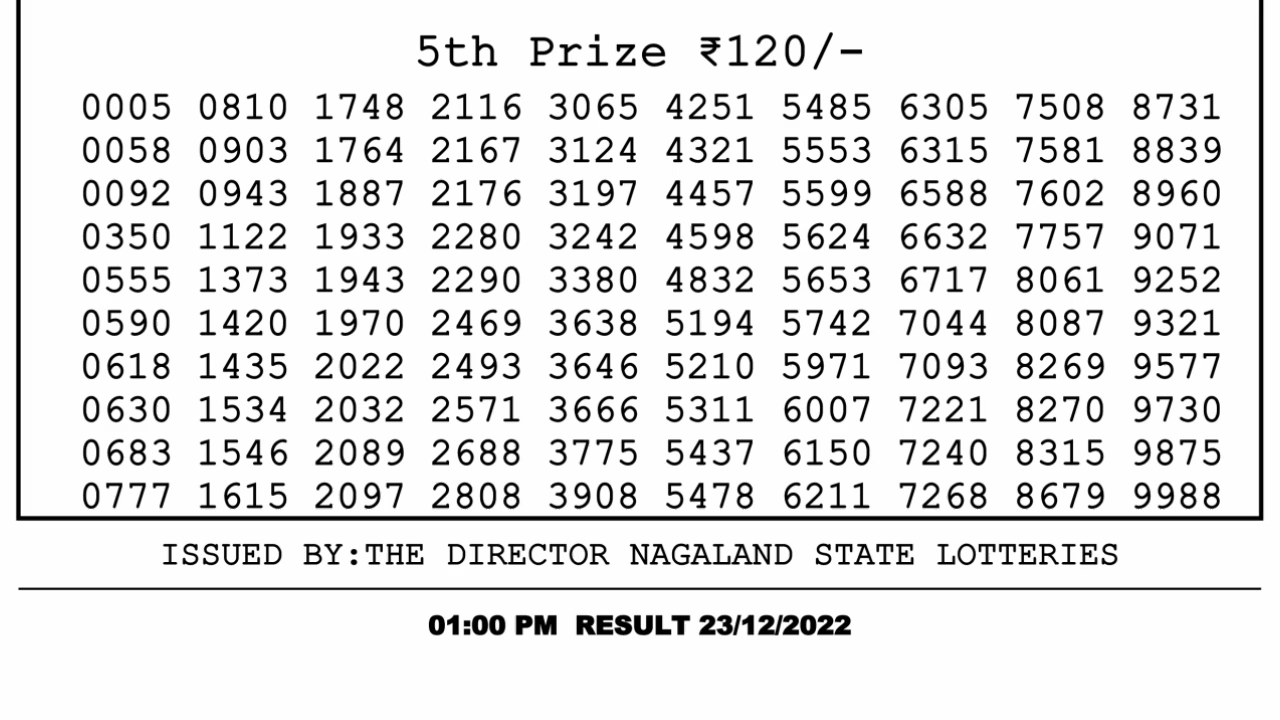 5th Prize ₹120/-
0005 0810 1748 2116 3065 4251 5485 6305 7508 8731
0058 0903 1764 2167 3124 4321 5553 6315 7581 8839
0092 0943 1887 2176 3197 4457 5599 6588 7602 8960
0350 1122 1933 2280 3242 4598 5624 6632 7757 9071
0555 1373 1943 2290 3380 4832 5653 6717 8061 9252
0590 1420 1970 2469 3638 5194 5742 7044 8087 9321
0618 1435 2022 2493 3646 5210 5971 7093 8269 9577
0630 1534 2032 2571 3666 5311 6007 7221 8270 9730
0683 1546 2089 2688 3775 5437 6150 7240 8315 9875
0777 1615 2097 2808 3908 5478 6211 7268 8679 9988
ISSUED BY:THE DIRECTOR NAGALAND STATE LOTTERIES
01:00 PM RESULT 23/12/2022